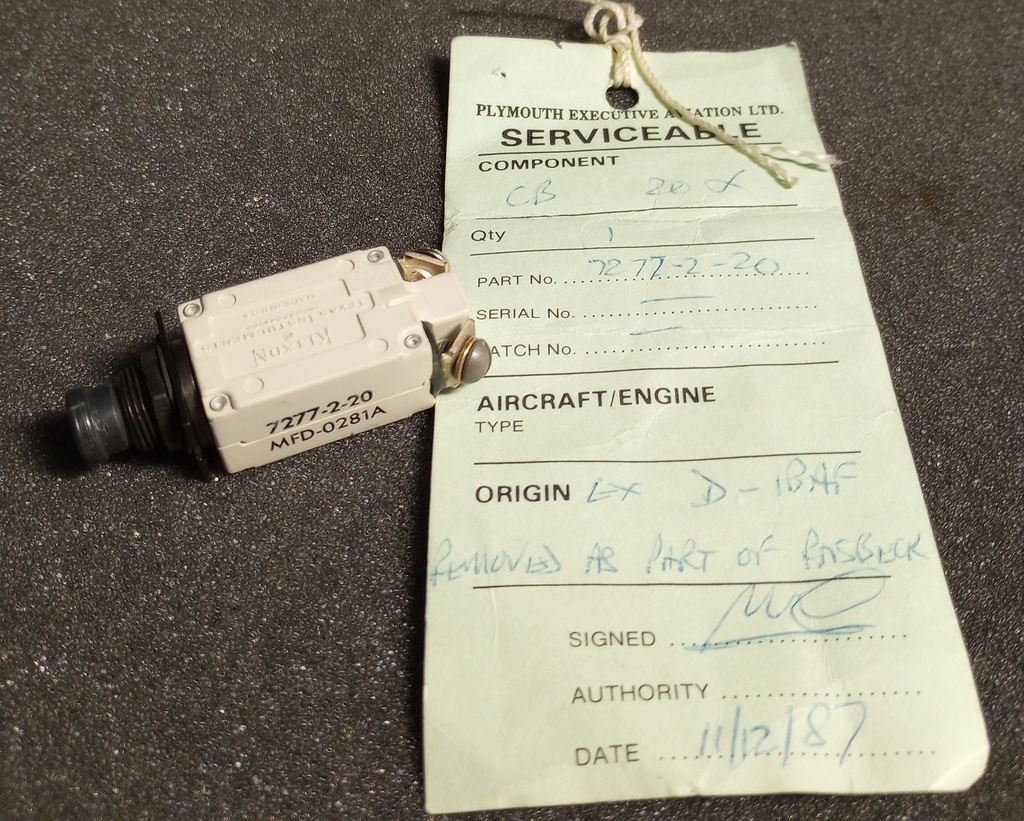 PLYMOUTH EXECUTIVE AVIATION LTD.
SERVICEABLE
COMPONENT
CB 20
Qty 1
PART No. 7277-2-20
SERIAL No.
BATCH No.
AIRCRAFT/ENGINE
TYPE
ORIGIN EX D-IBAF
REMOVED AS PART OF RAISBECK
SIGNED
AUTHORITY
DATE 11/12/87
KLIXON
TEXAS INSTRUMENTS
7277-2-20
MFD-0281A